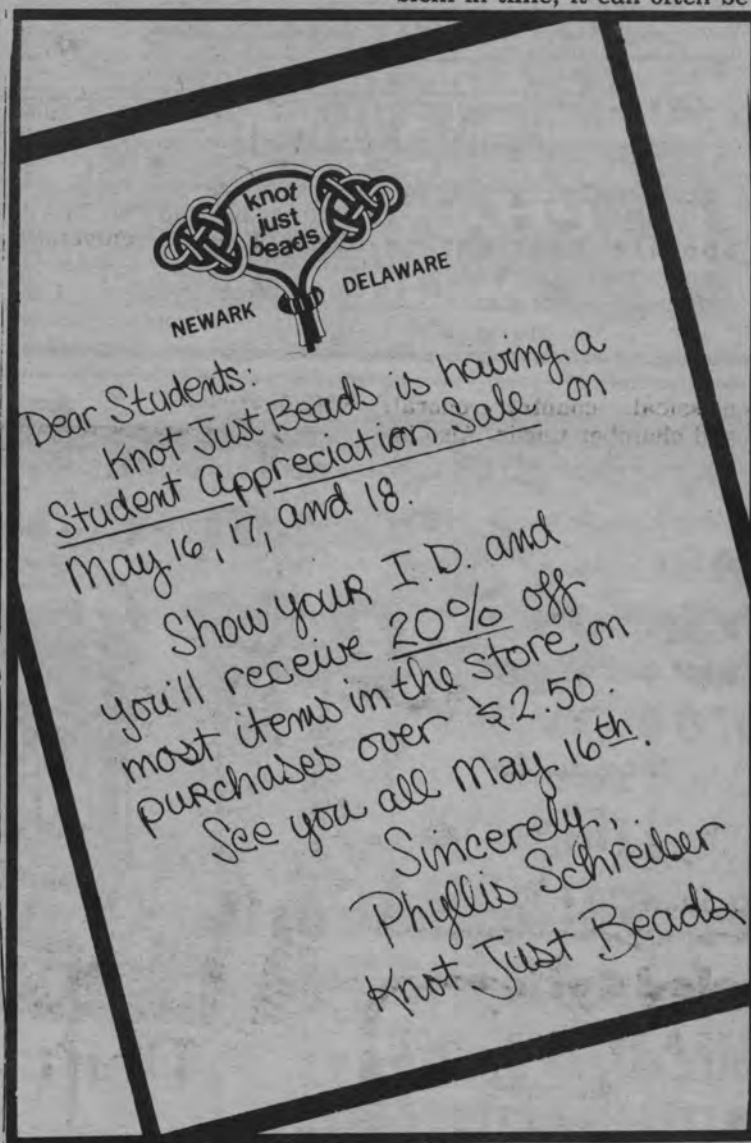 knot
just
beads
NEWARK DELAWARE
Dear Students:
Knot Just Beads is having a
Student Appreciation Sale on
May 16, 17, and 18.
Show your I.D. and
you'll receive 20% off
most items in the store on
purchases over $2.50.
See you all May 16th.
Sincerely,
Phyllis Schreiber
Knot Just Beads